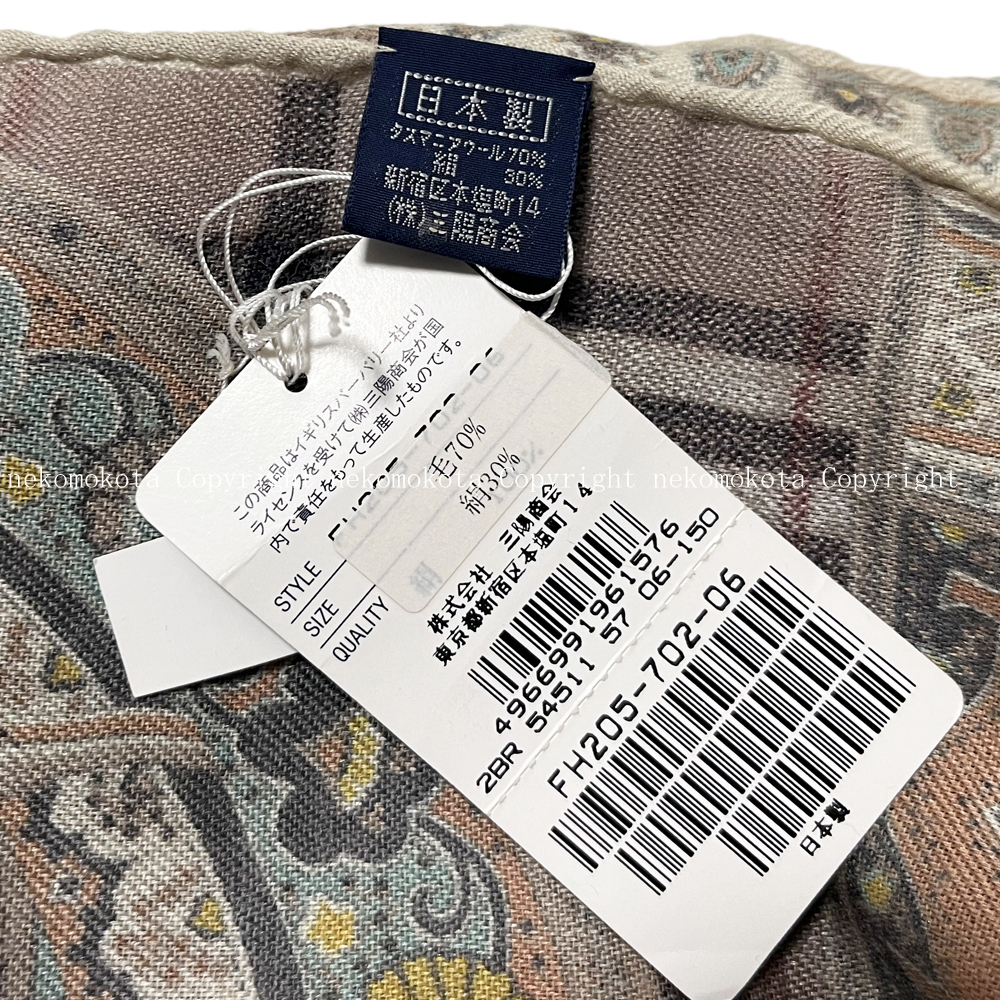 日本製
タスマニアウール70%
絹 30%
新宿区本塩町14
(株)三陽商会
この商品はイギリスバーバリー社より
ライセンスを受けて(株)三陽商会が国
内で責任をもって生産したものです。
STYLE
SIZE
QUALITY
毛70%
絹30%
株式会社 三陽商会
東京都新宿区本塩町14
4966991961576
54511 57 06-150
2BR
FH205-702-06
日本製
nekomokota Copyright nekomokota Copyright nekomokota Copyright